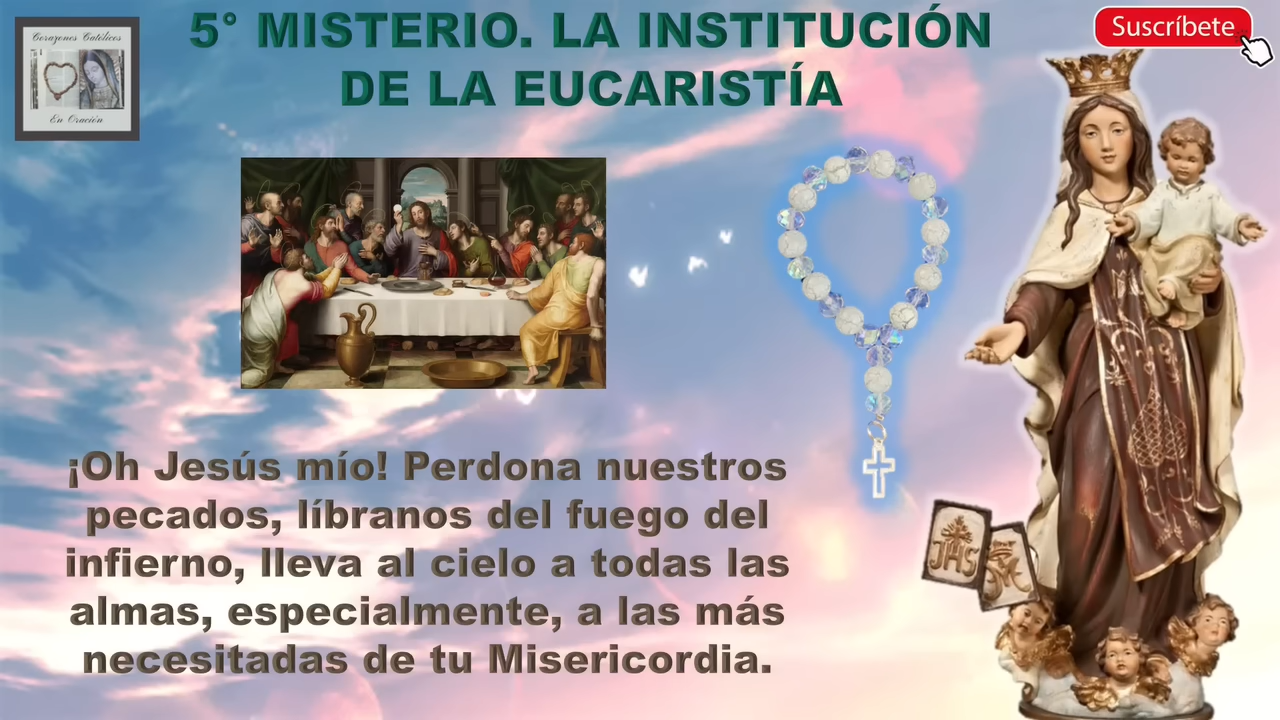 Corazones Católicos
En Oración
5° MISTERIO. LA INSTITUCIÓN
DE LA EUCARISTÍA
Suscríbete
¡Oh Jesús mío! Perdona nuestros
pecados, líbranos del fuego del
infierno, lleva al cielo a todas las
almas, especialmente, a las más
necesitadas de tu Misericordia.
JHS